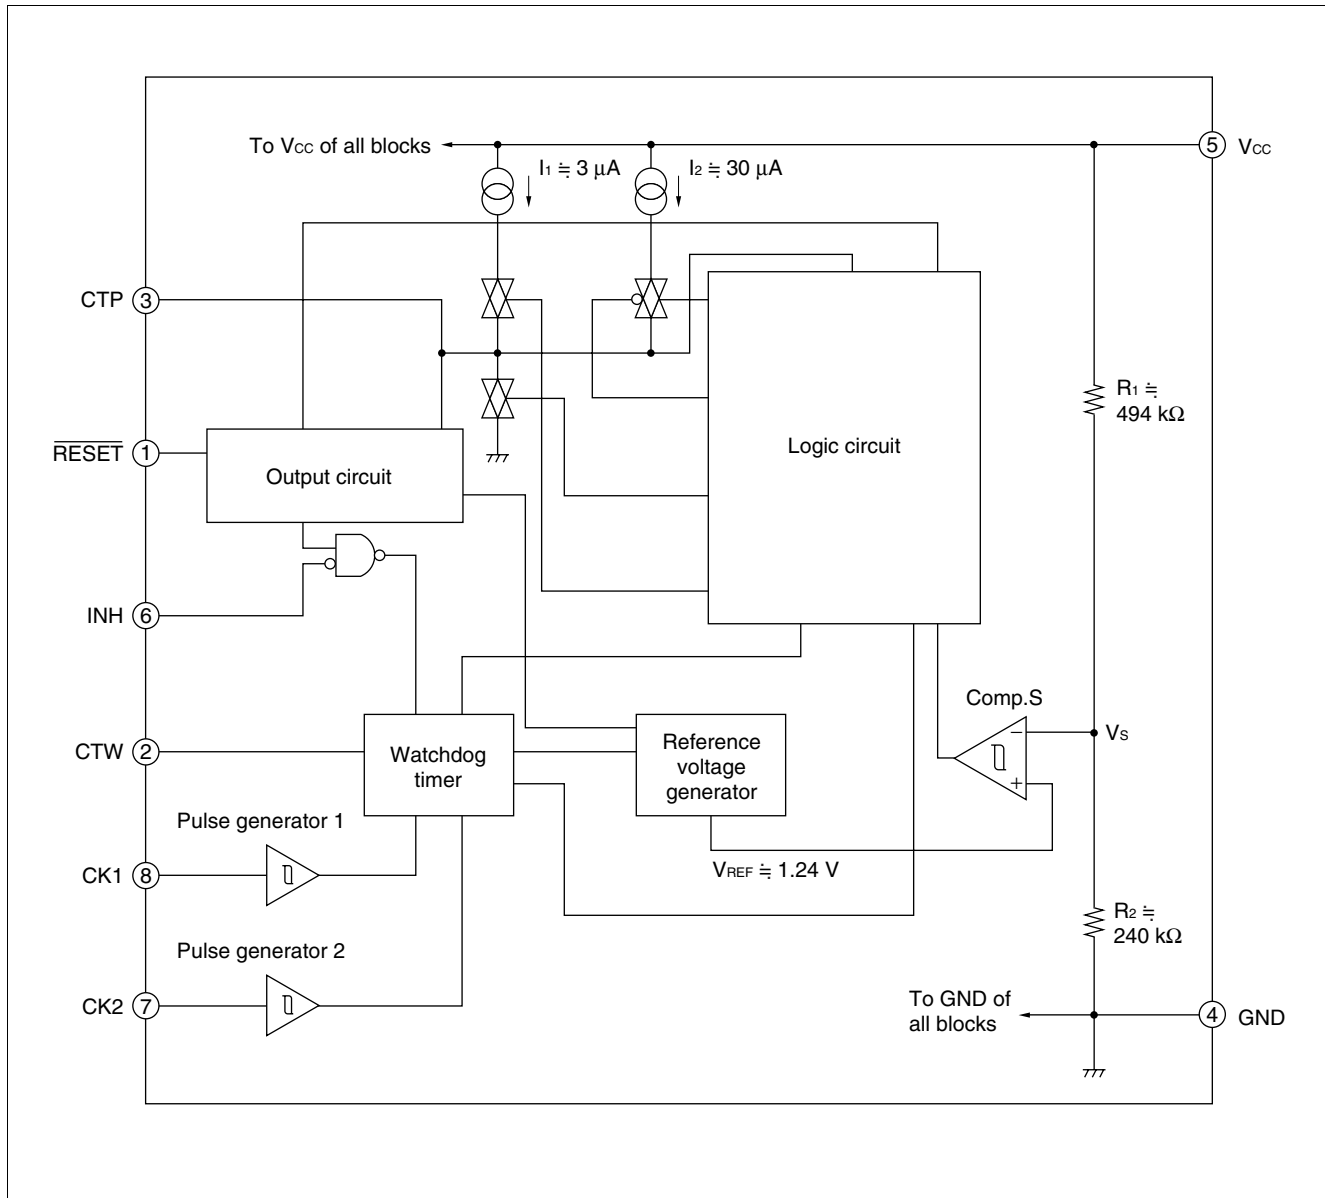 To VCC of all blocks
5
VCC
I1 ≒ 3 µA
I2 ≒ 30 µA
CTP
3
R1 ≒
494 kΩ
RESET
1
Output circuit
Logic circuit
INH
6
Comp.S
−
VS
+
CTW
2
Watchdog
timer
Reference
voltage
generator
Pulse generator 1
VREF ≒ 1.24 V
CK1
8
R2 ≒
240 kΩ
Pulse generator 2
CK2
7
To GND of
all blocks
4
GND